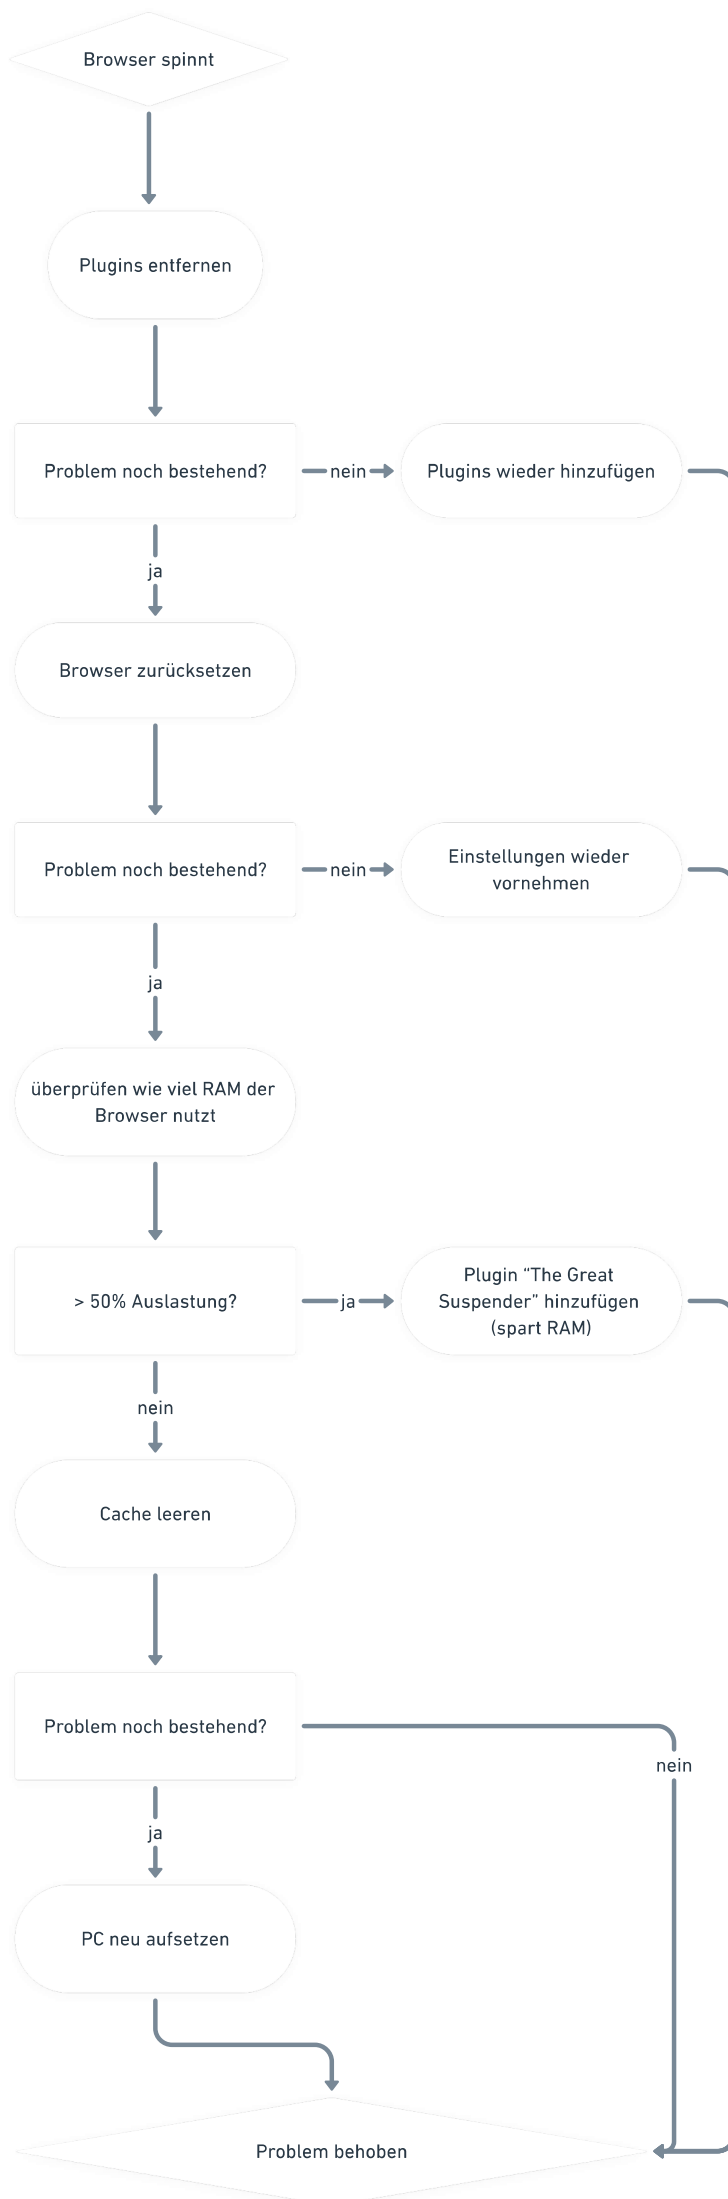 Browser spinnt
Plugins entfernen
Problem noch bestehend?
nein
Plugins wieder hinzufügen
ja
Browser zurücksetzen
Problem noch bestehend?
nein
Einstellungen wieder
vornehmen
ja
überprüfen wie viel RAM der
Browser nutzt
> 50% Auslastung?
ja
Plugin “The Great
Suspender” hinzufügen
(spart RAM)
nein
Cache leeren
Problem noch bestehend?
nein
ja
PC neu aufsetzen
Problem behoben